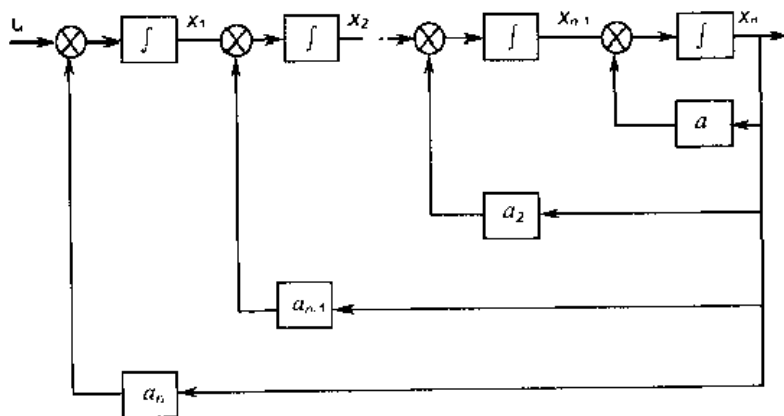 u ∫ x₁ ∫ x₂ ∫ xₙ₋₁ ∫ xₙ
a
a₂
aₙ₋₁
aₙ